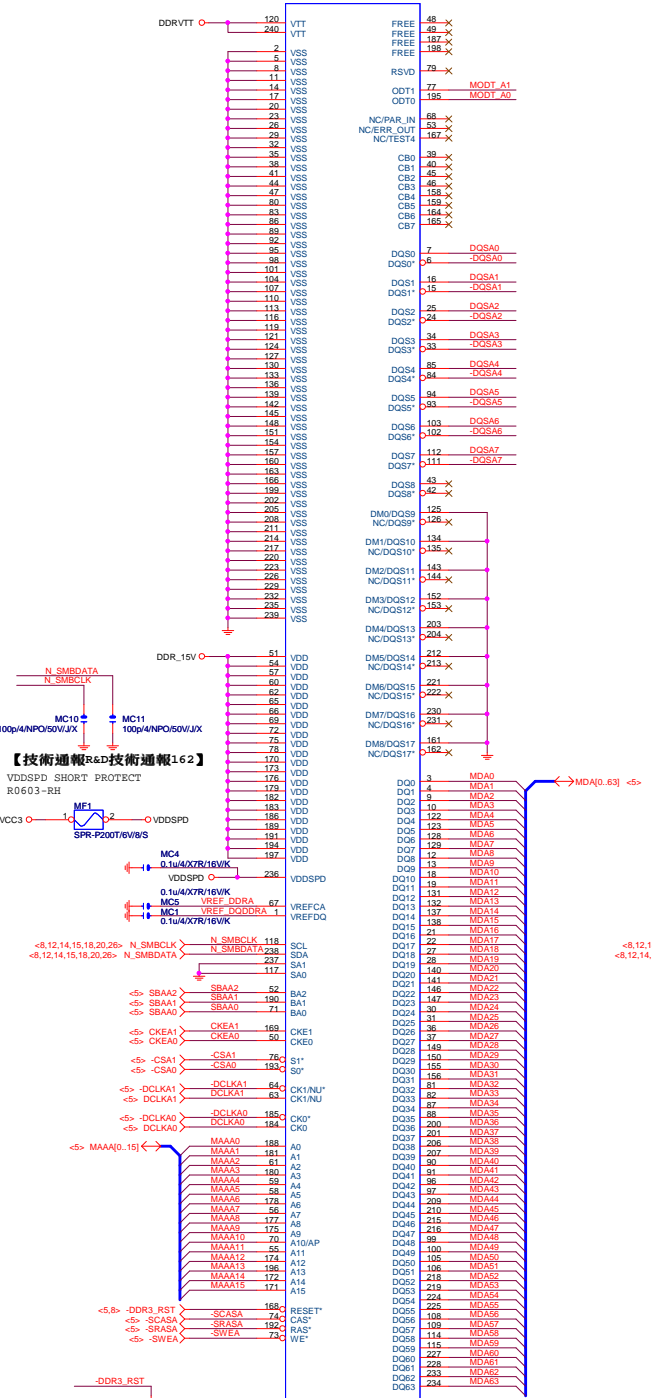 DDRVTT 120 VTT
240 VTT
2 VSS
5 VSS
8 VSS
11 VSS
14 VSS
17 VSS
20 VSS
23 VSS
26 VSS
29 VSS
32 VSS
35 VSS
38 VSS
41 VSS
44 VSS
47 VSS
80 VSS
83 VSS
86 VSS
89 VSS
92 VSS
95 VSS
98 VSS
101 VSS
104 VSS
107 VSS
110 VSS
113 VSS
116 VSS
119 VSS
121 VSS
124 VSS
127 VSS
130 VSS
133 VSS
136 VSS
139 VSS
142 VSS
145 VSS
148 VSS
151 VSS
154 VSS
157 VSS
160 VSS
163 VSS
166 VSS
199 VSS
202 VSS
205 VSS
208 VSS
211 VSS
214 VSS
217 VSS
220 VSS
223 VSS
226 VSS
229 VSS
232 VSS
235 VSS
239 VSS
DDR_15V 51 VDD
54 VDD
57 VDD
60 VDD
62 VDD
65 VDD
66 VDD
69 VDD
72 VDD
75 VDD
78 VDD
170 VDD
173 VDD
176 VDD
179 VDD
182 VDD
183 VDD
186 VDD
189 VDD
191 VDD
194 VDD
197 VDD
N_SMBDATA
N_SMBCLK
MC10 MC11
100p/4/NPO/50V/J/X 100p/4/NPO/50V/J/X
【技術通報R&D技術通報162】
VDDSPD SHORT PROTECT
R0603-RH
MF1
VCC3 1 2 VDDSPD
SPR-P200T/6V/8/S
MC4
0.1u/4/X7R/16V/K
VDDSPD 236 VDDSPD
0.1u/4/X7R/16V/K
MC5 VREF_DDRA 67 VREFCA
MC1 VREF_DQDDRA 1 VREFDQ
0.1u/4/X7R/16V/K
<8,12,14,15,18,20,26> N_SMBCLK N_SMBCLK 118 SCL
<8,12,14,15,18,20,26> N_SMBDATA N_SMBDATA 238 SDA
237 SA1
117 SA0
<5> SBAA2 SBAA2 52 BA2
<5> SBAA1 SBAA1 190 BA1
<5> SBAA0 SBAA0 71 BA0
<5> CKEA1 CKEA1 169 CKE1
<5> CKEA0 CKEA0 50 CKE0
<5> -CSA1 -CSA1 76 S1*
<5> -CSA0 -CSA0 193 S0*
<5> -DCLKA1 -DCLKA1 64 CK1/NU*
<5> DCLKA1 DCLKA1 63 CK1/NU
<5> -DCLKA0 -DCLKA0 185 CK0*
<5> DCLKA0 DCLKA0 184 CK0
<5> MAAA[0..15] MAAA0 188 A0
MAAA1 181 A1
MAAA2 61 A2
MAAA3 180 A3
MAAA4 59 A4
MAAA5 58 A5
MAAA6 178 A6
MAAA7 56 A7
MAAA8 177 A8
MAAA9 175 A9
MAAA10 70 A10/AP
MAAA11 55 A11
MAAA12 174 A12
MAAA13 196 A13
MAAA14 172 A14
MAAA15 171 A15
<5,8> -DDR3_RST 168 RESET*
<5> -SCASA -SCASA 74 CAS*
<5> -SRASA -SRASA 192 RAS*
<5> -SWEA -SWEA 73 WE*
-DDR3_RST
FREE 48
FREE 49
FREE 187
FREE 198
RSVD 79
ODT1 77 MODT_A1
ODT0 195 MODT_A0
NC/PAR_IN 68
NC/ERR_OUT 53
NC/TEST4 167
CB0 39
CB1 40
CB2 45
CB3 46
CB4 158
CB5 159
CB6 164
CB7 165
DQS0 7 DQSA0
DQS0* 6 -DQSA0
DQS1 16 DQSA1
DQS1* 15 -DQSA1
DQS2 25 DQSA2
DQS2* 24 -DQSA2
DQS3 34 DQSA3
DQS3* 33 -DQSA3
DQS4 85 DQSA4
DQS4* 84 -DQSA4
DQS5 94 DQSA5
DQS5* 93 -DQSA5
DQS6 103 DQSA6
DQS6* 102 -DQSA6
DQS7 112 DQSA7
DQS7* 111 -DQSA7
DQS8 43
DQS8* 42
DM0/DQS9 125
NC/DQS9* 126
DM1/DQS10 134
NC/DQS10* 135
DM2/DQS11 143
NC/DQS11* 144
DM3/DQS12 152
NC/DQS12* 153
DM4/DQS13 203
NC/DQS13* 204
DM5/DQS14 212
NC/DQS14* 213
DM6/DQS15 221
NC/DQS15* 222
DM7/DQS16 230
NC/DQS16* 231
DM8/DQS17 161
NC/DQS17* 162
DQ0 3 MDA0 MDA[0..63] <5>
DQ1 4 MDA1
DQ2 9 MDA2
DQ3 10 MDA3
DQ4 122 MDA4
DQ5 123 MDA5
DQ6 128 MDA6
DQ7 129 MDA7
DQ8 12 MDA8
DQ9 13 MDA9
DQ10 18 MDA10
DQ11 19 MDA11
DQ12 131 MDA12
DQ13 132 MDA13
DQ14 137 MDA14
DQ15 138 MDA15
DQ16 21 MDA16
DQ17 22 MDA17 <8,12,1
DQ18 27 MDA18 <8,12,14,
DQ19 28 MDA19
DQ20 140 MDA20
DQ21 141 MDA21
DQ22 146 MDA22
DQ23 147 MDA23
DQ24 30 MDA24
DQ25 31 MDA25
DQ26 36 MDA26
DQ27 37 MDA27
DQ28 149 MDA28
DQ29 150 MDA29
DQ30 155 MDA30
DQ31 156 MDA31
DQ32 81 MDA32
DQ33 82 MDA33
DQ34 87 MDA34
DQ35 88 MDA35
DQ36 200 MDA36
DQ37 201 MDA37
DQ38 206 MDA38
DQ39 207 MDA39
DQ40 90 MDA40
DQ41 91 MDA41
DQ42 96 MDA42
DQ43 97 MDA43
DQ44 209 MDA44
DQ45 210 MDA45
DQ46 215 MDA46
DQ47 216 MDA47
DQ48 99 MDA48
DQ49 100 MDA49
DQ50 105 MDA50
DQ51 106 MDA51
DQ52 218 MDA52
DQ53 219 MDA53
DQ54 224 MDA54
DQ55 225 MDA55
DQ56 108 MDA56
DQ57 109 MDA57
DQ58 114 MDA58
DQ59 115 MDA59
DQ60 227 MDA60
DQ61 228 MDA61
DQ62 233 MDA62
DQ63 234 MDA63